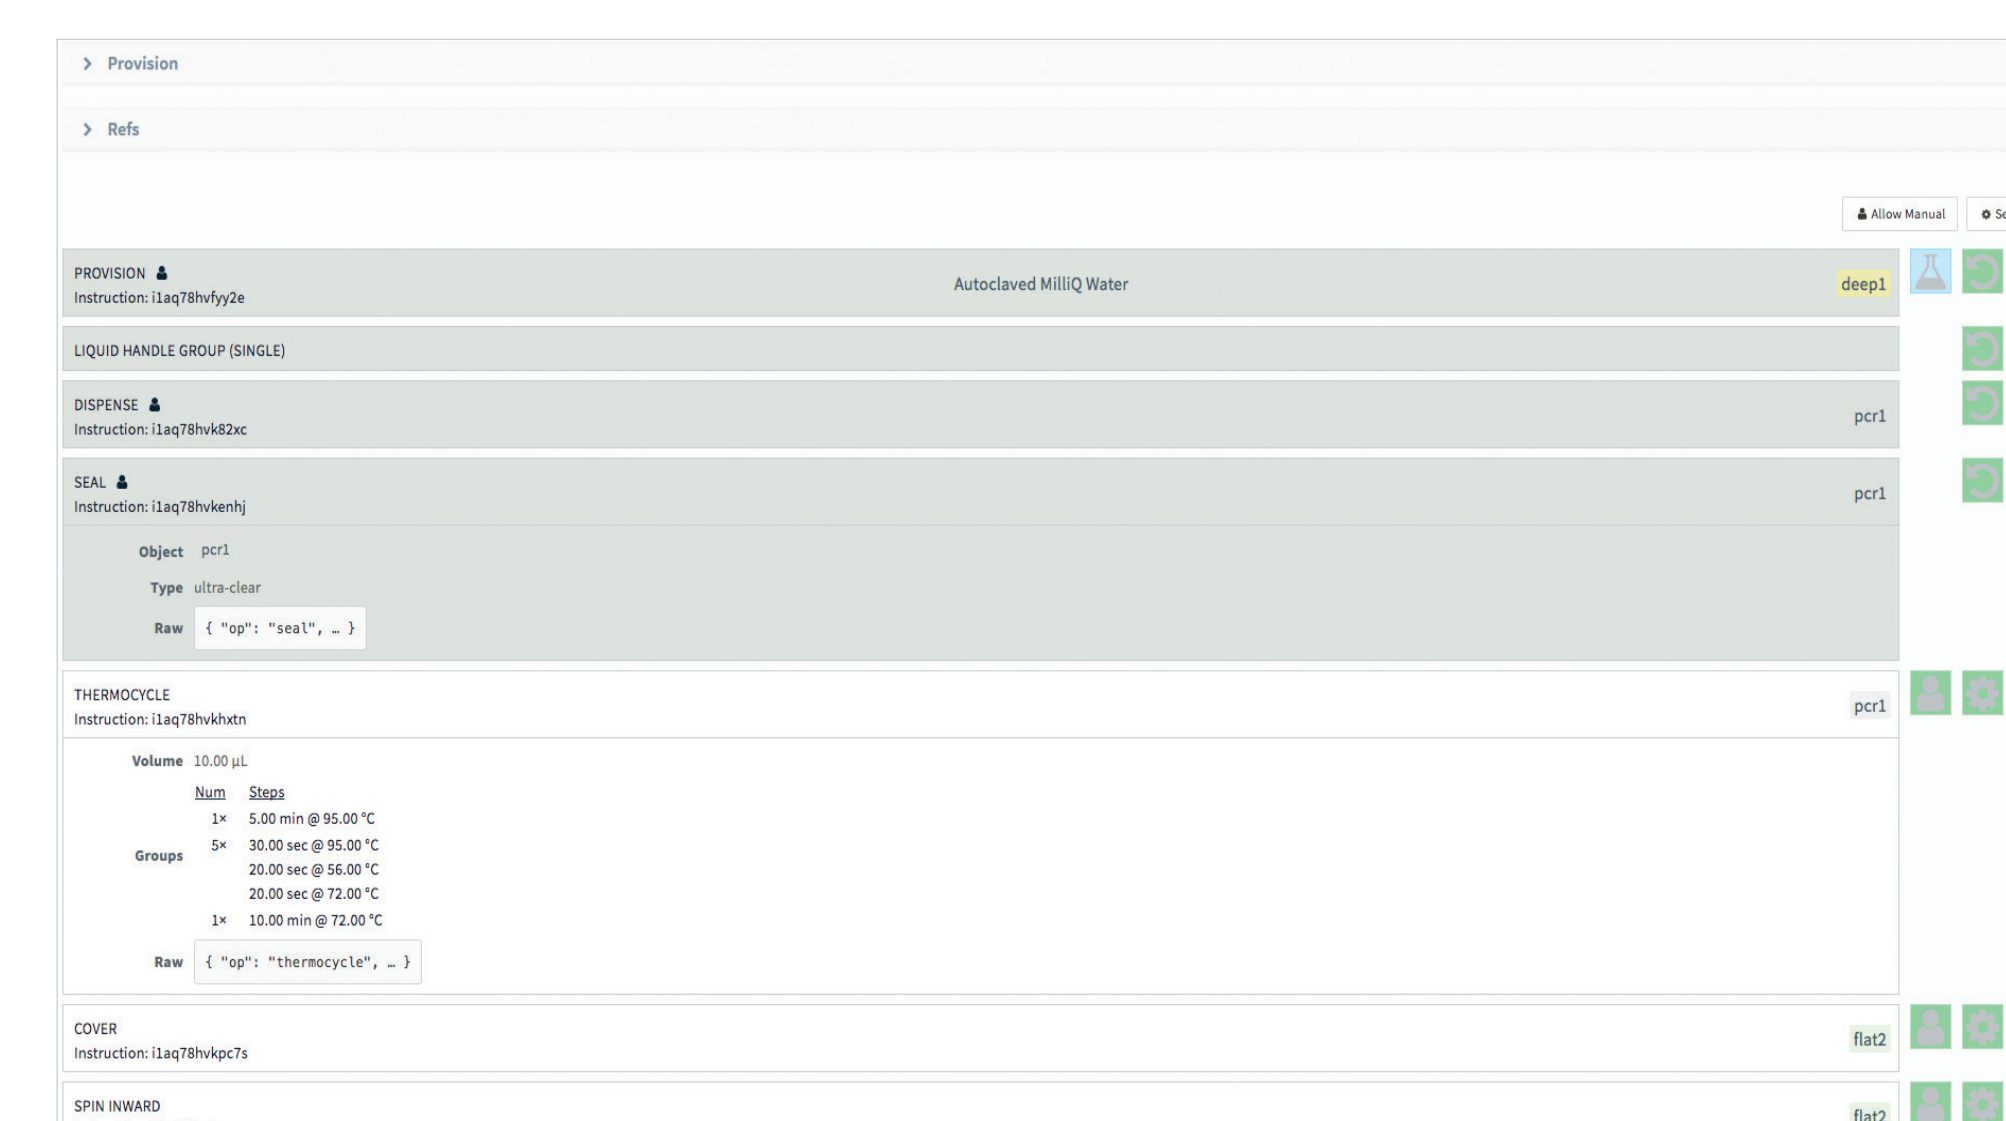 Provision
Refs
Allow Manual
PROVISION
Instruction: i1aq78hvfyy2e
Autoclaved MilliQ Water
deep1
LIQUID HANDLE GROUP (SINGLE)
DISPENSE
Instruction: i1aq78hvk82xc
pcr1
SEAL
Instruction: i1aq78hvkenhj
pcr1
Object pcr1
Type ultra-clear
Raw { "op": "seal", … }
THERMOCYCLE
Instruction: i1aq78hvkhxtn
pcr1
Volume 10.00 µL
Num Steps
1× 5.00 min @ 95.00 °C
Groups
5× 30.00 sec @ 95.00 °C
20.00 sec @ 56.00 °C
20.00 sec @ 72.00 °C
1× 10.00 min @ 72.00 °C
Raw { "op": "thermocycle", … }
COVER
Instruction: i1aq78hvkpc7s
flat2
SPIN INWARD
flat2